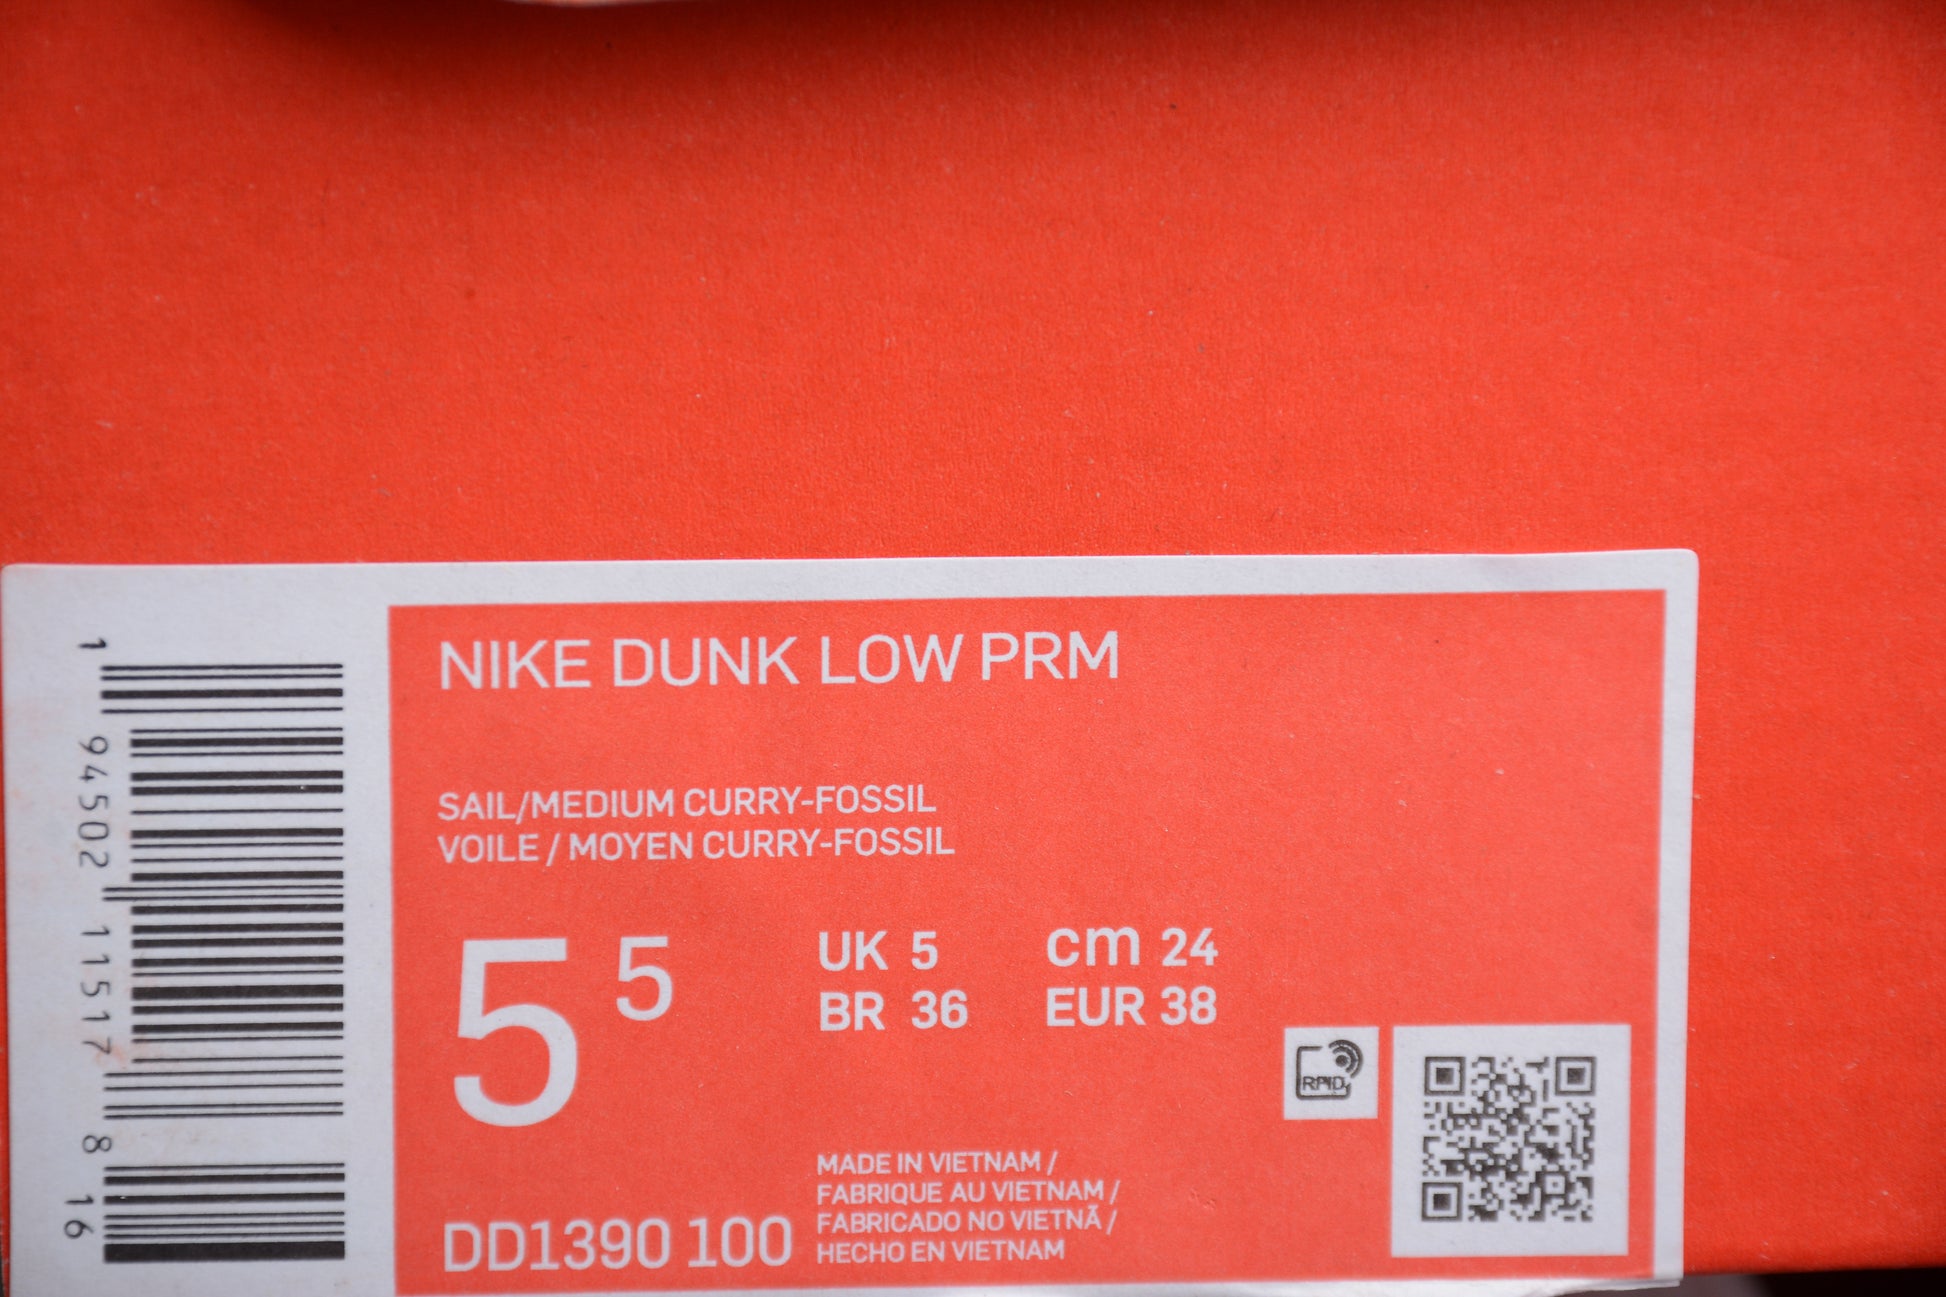 NIKE DUNK LOW PRM
SAIL/MEDIUM CURRY-FOSSIL
VOILE / MOYEN CURRY-FOSSIL
5 5
UK 5 cm 24
BR 36 EUR 38
RPID
MADE IN VIETNAM /
FABRIQUE AU VIETNAM /
FABRICADO NO VIETNÃ /
HECHO EN VIETNAM
DD1390 100
1 94502 11517 8 16